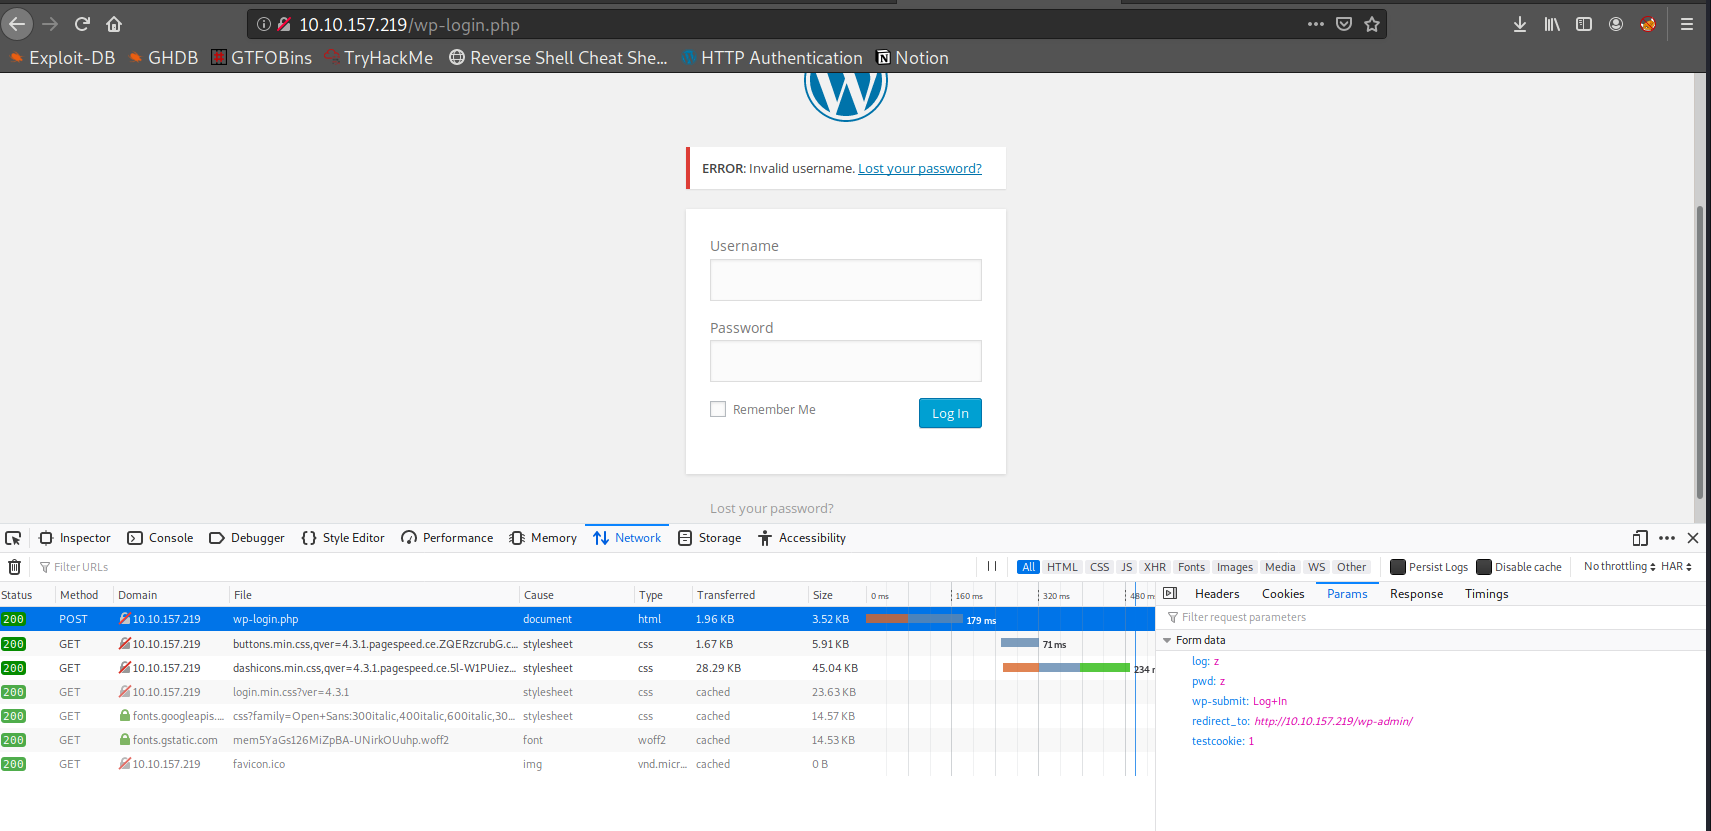 10.10.157.219/wp-login.php
Exploit-DB GHDB GTFOBins TryHackMe Reverse Shell Cheat She... HTTP Authentication Notion
ERROR: Invalid username. Lost your password?
Username
Password
Remember Me Log In
Lost your password?
Inspector Console Debugger Style Editor Performance Memory Network Storage Accessibility
Filter URLs All HTML CSS JS XHR Fonts Images Media WS Other Persist Logs Disable cache No throttling HAR
Status Method Domain File Cause Type Transferred Size 0 ms 160 ms 320 ms 480 m Headers Cookies Params Response Timings
200 POST 10.10.157.219 wp-login.php document html 1.96 KB 3.52 KB 179 ms
Filter request parameters
200 GET 10.10.157.219 buttons.min.css,qver=4.3.1.pagespeed.ce.ZQERzcrubG.c... stylesheet css 1.67 KB 5.91 KB 71 ms
Form data
200 GET 10.10.157.219 dashicons.min.css,qver=4.3.1.pagespeed.ce.5l-W1PUiez... stylesheet css 28.29 KB 45.04 KB 234 r
log: z
pwd: z
200 GET 10.10.157.219 login.min.css?ver=4.3.1 stylesheet css cached 23.63 KB
wp-submit: Log+In
200 GET fonts.googleapis.... css?family=Open+Sans:300italic,400italic,600italic,30... stylesheet css cached 14.57 KB
redirect_to: http://10.10.157.219/wp-admin/
200 GET fonts.gstatic.com mem5YaGs126MiZpBA-UNirkOUuhp.woff2 font woff2 cached 14.53 KB
testcookie: 1
200 GET 10.10.157.219 favicon.ico img vnd.micr... cached 0 B